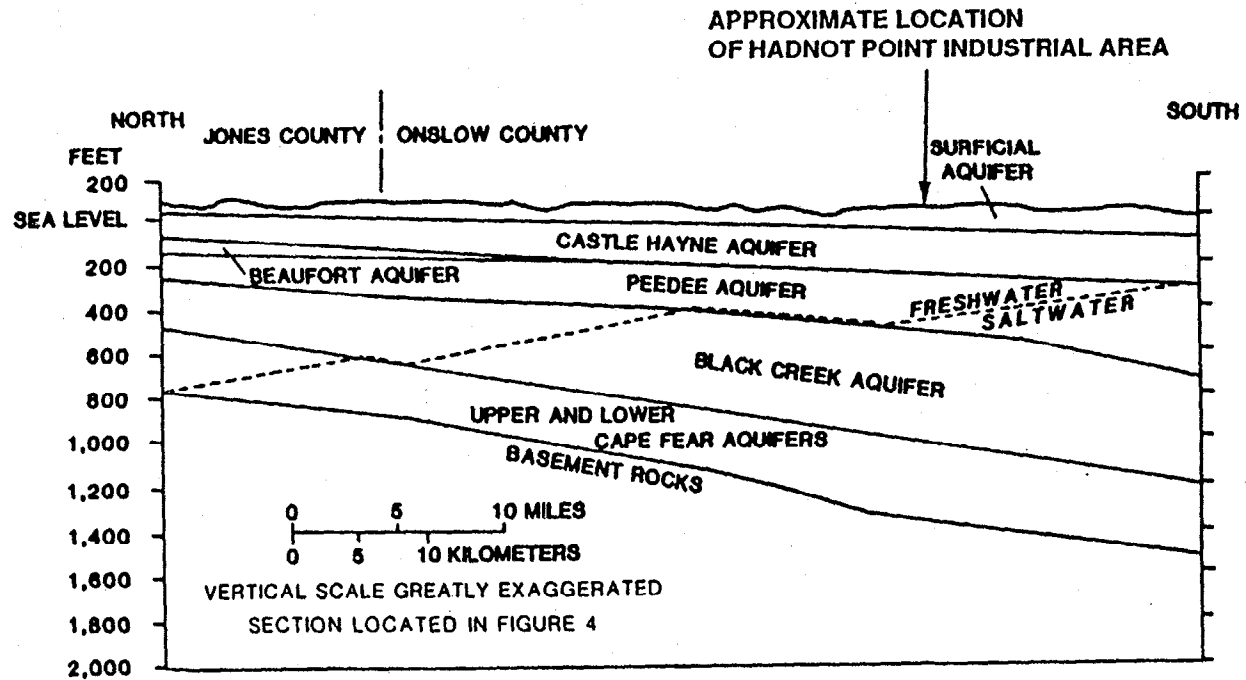 APPROXIMATE LOCATION
OF HADNOT POINT INDUSTRIAL AREA
NORTH
SOUTH
JONES COUNTY
ONSLOW COUNTY
FEET
SURFICIAL
AQUIFER
200
SEA LEVEL
200
400
600
800
1,000
1,200
1,400
1,600
1,800
2,000
CASTLE HAYNE AQUIFER
BEAUFORT AQUIFER
PEEDEE AQUIFER
FRESHWATER
SALTWATER
BLACK CREEK AQUIFER
UPPER AND LOWER
CAPE FEAR AQUIFERS
BASEMENT ROCKS
0 5 10 MILES
0 5 10 KILOMETERS
VERTICAL SCALE GREATLY EXAGGERATED
SECTION LOCATED IN FIGURE 4